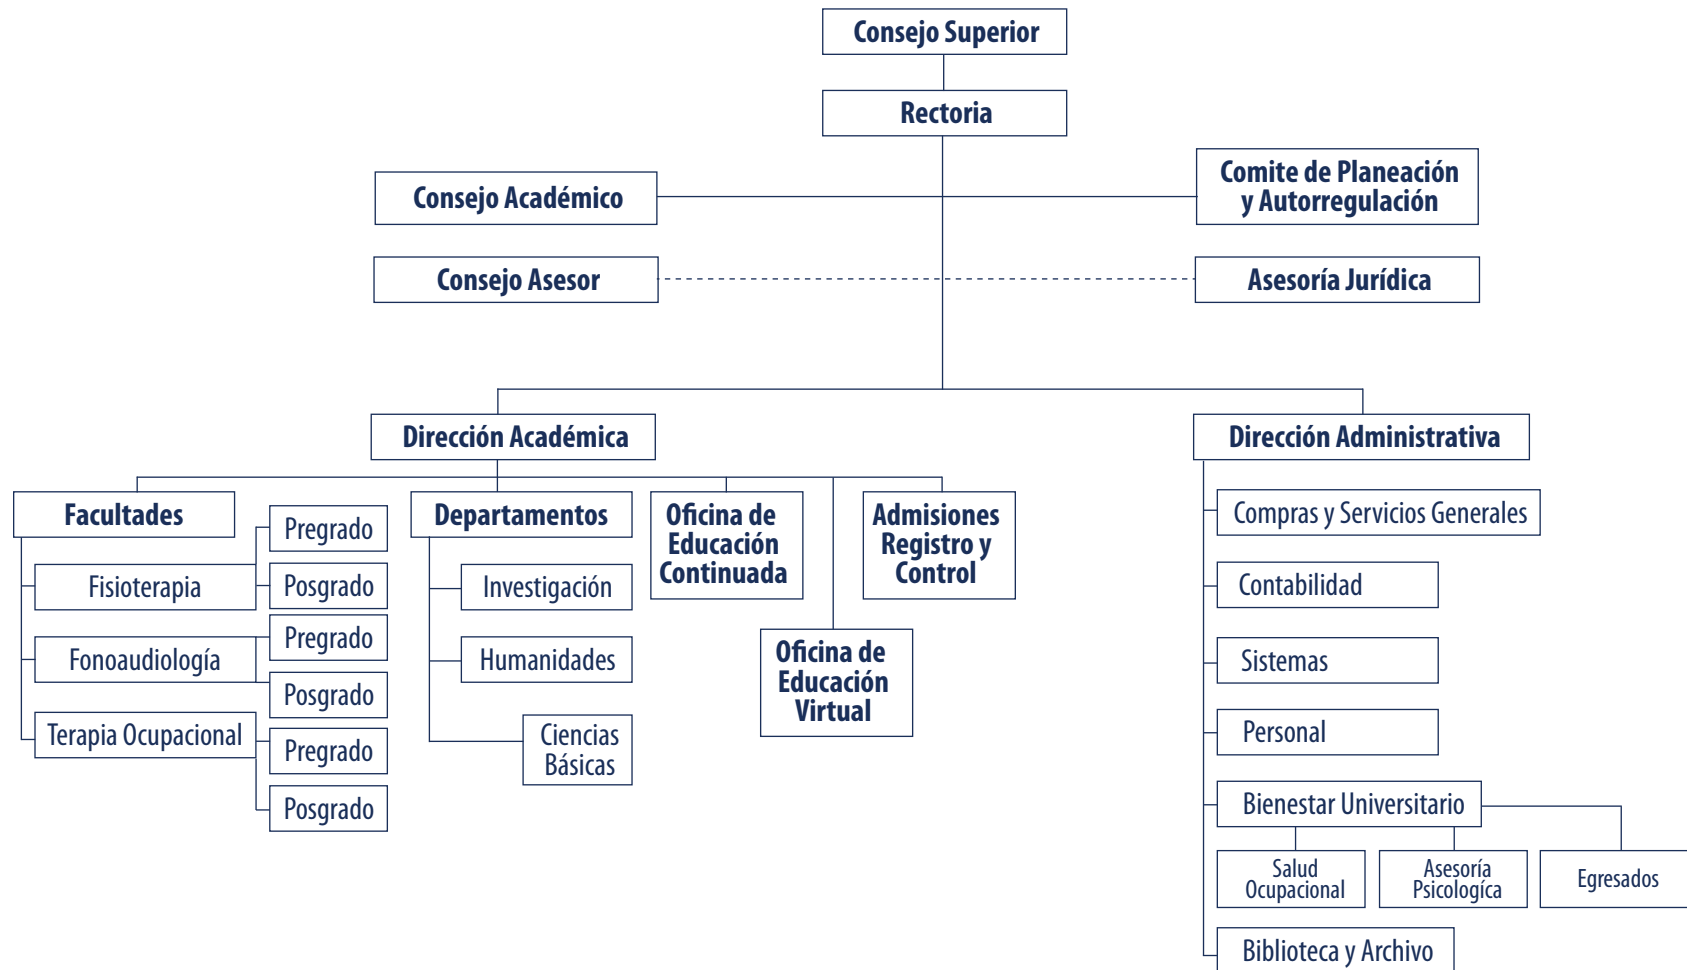 Consejo Superior
Rectoria
Consejo Académico
Comite de Planeación
y Autorregulación
Consejo Asesor
Asesoría Jurídica
Dirección Académica
Dirección Administrativa
Facultades
Fisioterapia
Pregrado
Posgrado
Fonoaudiología
Pregrado
Posgrado
Terapia Ocupacional
Pregrado
Posgrado
Departamentos
Investigación
Humanidades
Ciencias
Básicas
Oficina de
Educación
Continuada
Oficina de
Educación
Virtual
Admisiones
Registro y
Control
Compras y Servicios Generales
Contabilidad
Sistemas
Personal
Bienestar Universitario
Salud
Ocupacional
Asesoría
Psicologíca
Egresados
Biblioteca y Archivo